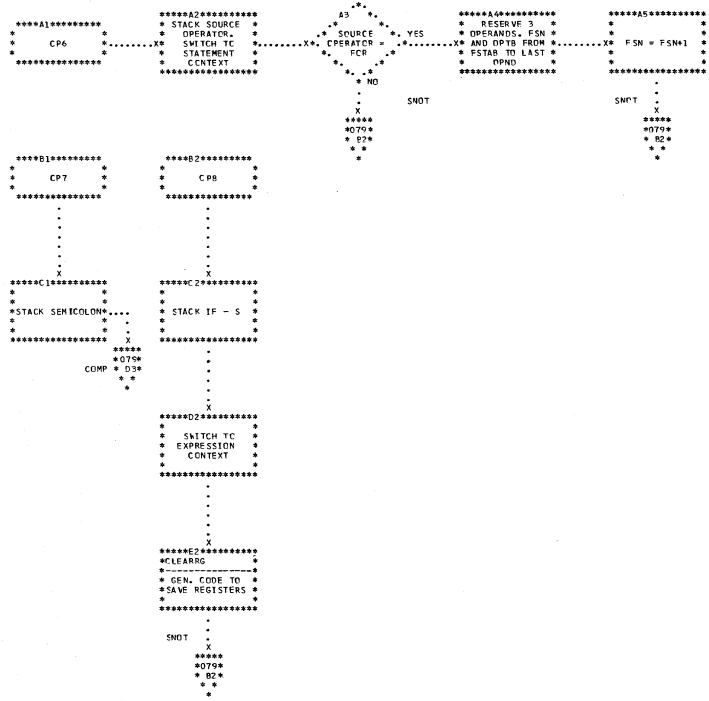 A1
CP6
A2
STACK SOURCE
OPERATOR.
SWITCH TO
STATEMENT
CONTEXT
A3
SOURCE
OPERATOR =
FOR
YES
NO
A4
RESERVE 3
OPERANDS. FSN
AND OPTB FROM
FSTAB TO LAST
OPND
A5
FSN = FSN+1
SNOT
*079*
* B2*
SNOT
*079*
* B2*
B1
CP7
B2
CP8
C1
STACK SEMICOLON
C2
STACK IF - S
COMP
*079*
* D3*
D2
SWITCH TO
EXPRESSION
CONTEXT
E2
CLEARRG
GEN. CODE TO
SAVE REGISTERS
SNOT
*079*
* B2*